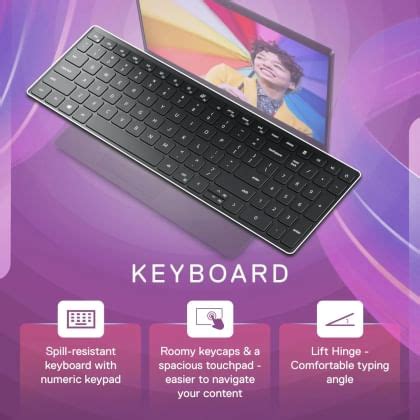 KEYBOARD
Spill-resistant
keyboard with
numeric keypad
Roomy keycaps & a
spacious touchpad -
easier to navigate
your content
Lift Hinge -
Comfortable typing
angle